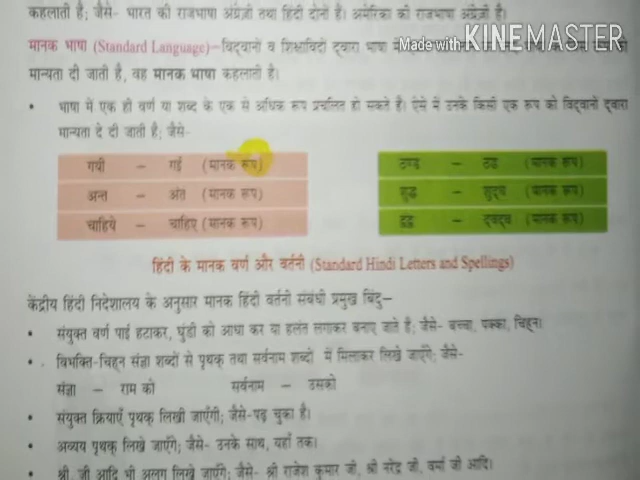 कहलाती है; जैसे- भारत की राजभाषा अंग्रेज़ी तथा हिंदी दोनों है। अमेरिका की राजभाषा अंग्रेज़ी है।
मानक भाषा (Standard Language)–विद्वानों व शिक्षाविदों द्वारा भाषा में
Made with KINEMASTER
मान्यता दी जाती है, वह मानक भाषा कहलाती है।
• भाषा में एक ही वर्ण या शब्द के एक से अधिक रूप प्रचलित हो सकते हैं। ऐसे में उनके किसी एक रूप को विद्वानों द्वारा
मान्यता दे दी जाती है; जैसे-
गयी – गई (मानक रूप) ठण्ड – ठंड (मानक रूप)
अन्त – अंत (मानक रूप) शुद्ध – शुद्ध (मानक रूप)
चाहिये – चाहिए (मानक रूप) द्वंद्व (मानक रूप)
हिंदी के मानक वर्ण और वर्तनी (Standard Hindi Letters and Spellings)
केंद्रीय हिंदी निदेशालय के अनुसार मानक हिंदी वर्तनी संबंधी प्रमुख बिंदु–
• संयुक्त वर्ण पाई हटाकर, घुंडी को आधा कर या हलंत लगाकर बनाए जाते हैं; जैसे- बच्चा, पक्का, चिह्न।
• विभक्ति-चिह्न संज्ञा शब्दों से पृथक् तथा सर्वनाम शब्दों में मिलाकर लिखे जाएँगे; जैसे-
संज्ञा – राम को सर्वनाम – उसको
• संयुक्त क्रियाएँ पृथक् लिखी जाएँगी; जैसे-पढ़ चुका है।
• अव्यय पृथक् लिखे जाएँगे; जैसे- उनके साथ, यहाँ तक।
• श्री, जी आदि भी अलग लिखे जाएँगे; जैसे- श्री राजेश कुमार जी, श्री नरेंद्र जी, वर्मा जी आदि।